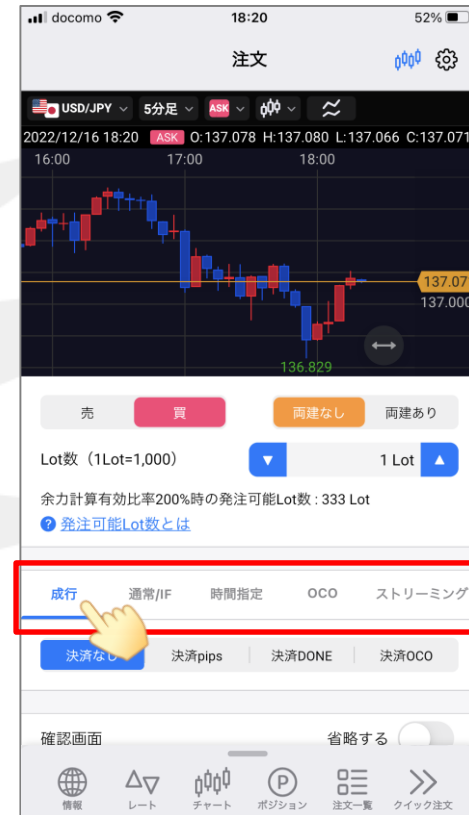 docomo 18:20 52%
注文
USD/JPY 5分足 ASK
2022/12/16 18:20 ASK O:137.078 H:137.080 L:137.066 C:137.071
16:00 17:00 18:00
137.07
137.000
136.829
売 買 両建なし 両建あり
Lot数（1Lot=1,000） 1 Lot
余力計算有効比率200%時の発注可能Lot数 : 333 Lot
? 発注可能Lot数とは
成行 通常/IF 時間指定 OCO ストリーミング
決済な 決済pips 決済DONE 決済OCO
確認画面 省略する
P
情報 レート チャート ポジション 注文一覧 クイック注文